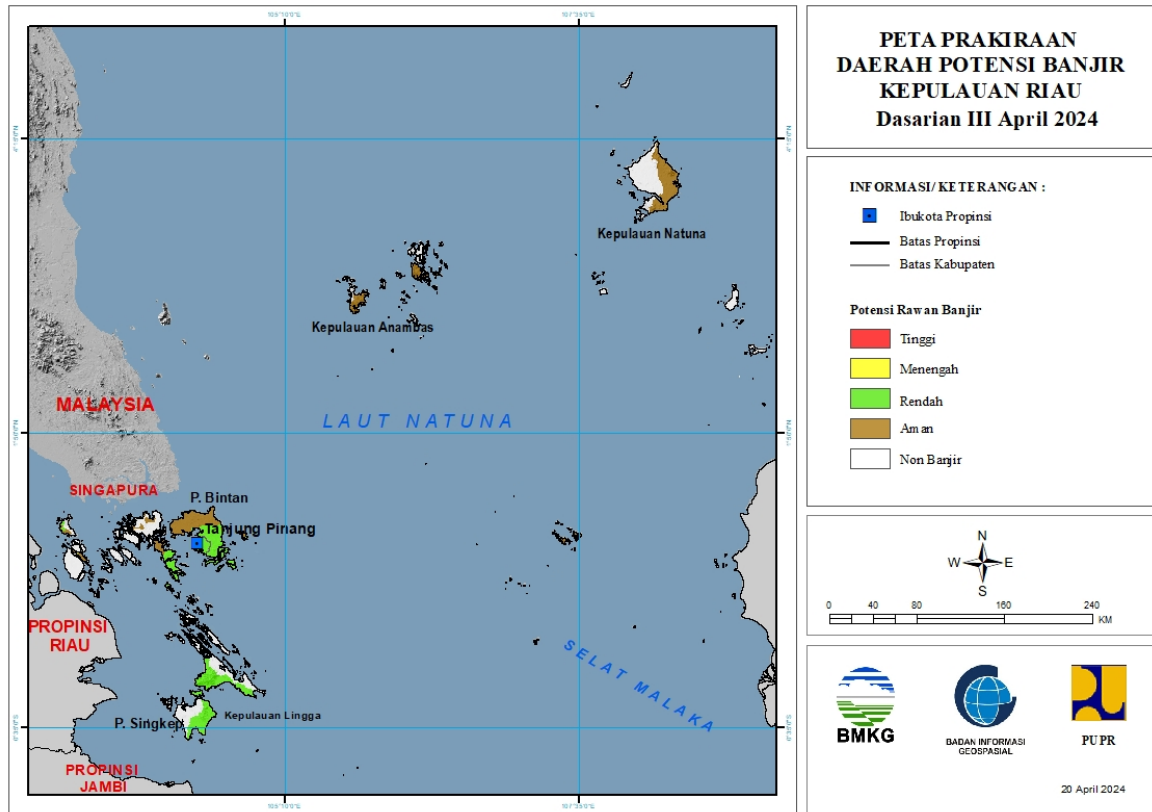 PETA PRAKIRAAN
DAERAH POTENSI BANJIR
KEPULAUAN RIAU
Dasarian III April 2024
INFORMASI/KETERANGAN :
Ibukota Propinsi
Batas Propinsi
Batas Kabupaten
Potensi Rawan Banjir
Tinggi
Menengah
Rendah
Aman
Non Banjir
N
W E
S
0 20 40 80 160 240
KM
BMKG
BADAN INFORMASI
GEOSPASIAL
PUPR
20 April 2024
Kepulauan Natuna
Kepulauan Anambas
MALAYSIA
LAUT NATUNA
SINGAPURA
P. Bintan
Tanjung Pinang
PROPINSI
RIAU
SELAT MALAKA
P. Singkep
Kepulauan Lingga
PROPINSI
JAMBI